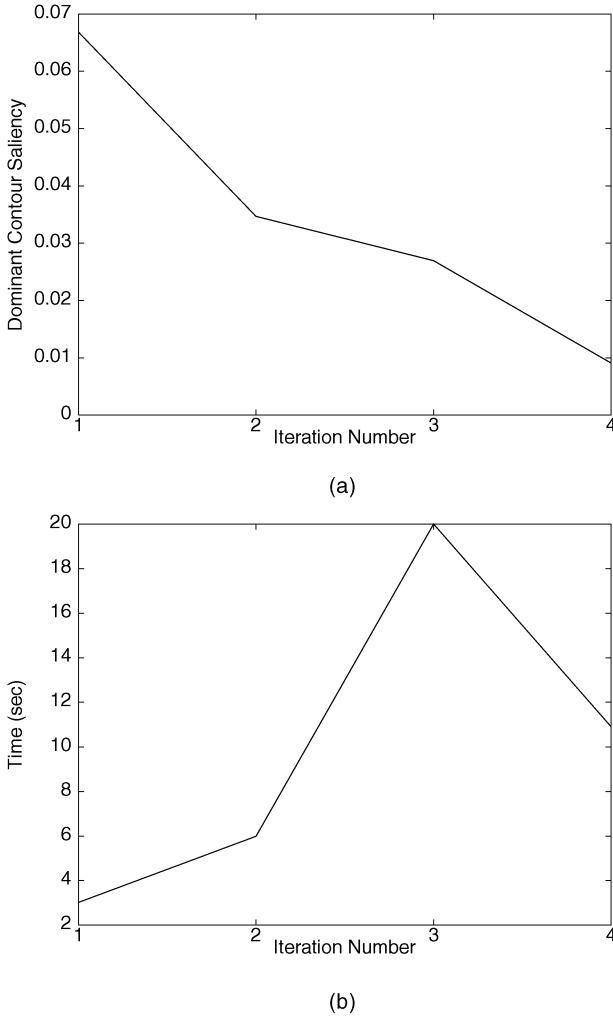 0.07
0.06
0.05
0.04
0.03
0.02
0.01
0
Dominant Contour Saliency
1 2 3 4
Iteration Number
(a)
20
18
16
14
12
10
8
6
4
2
Time (sec)
1 2 3 4
Iteration Number
(b)